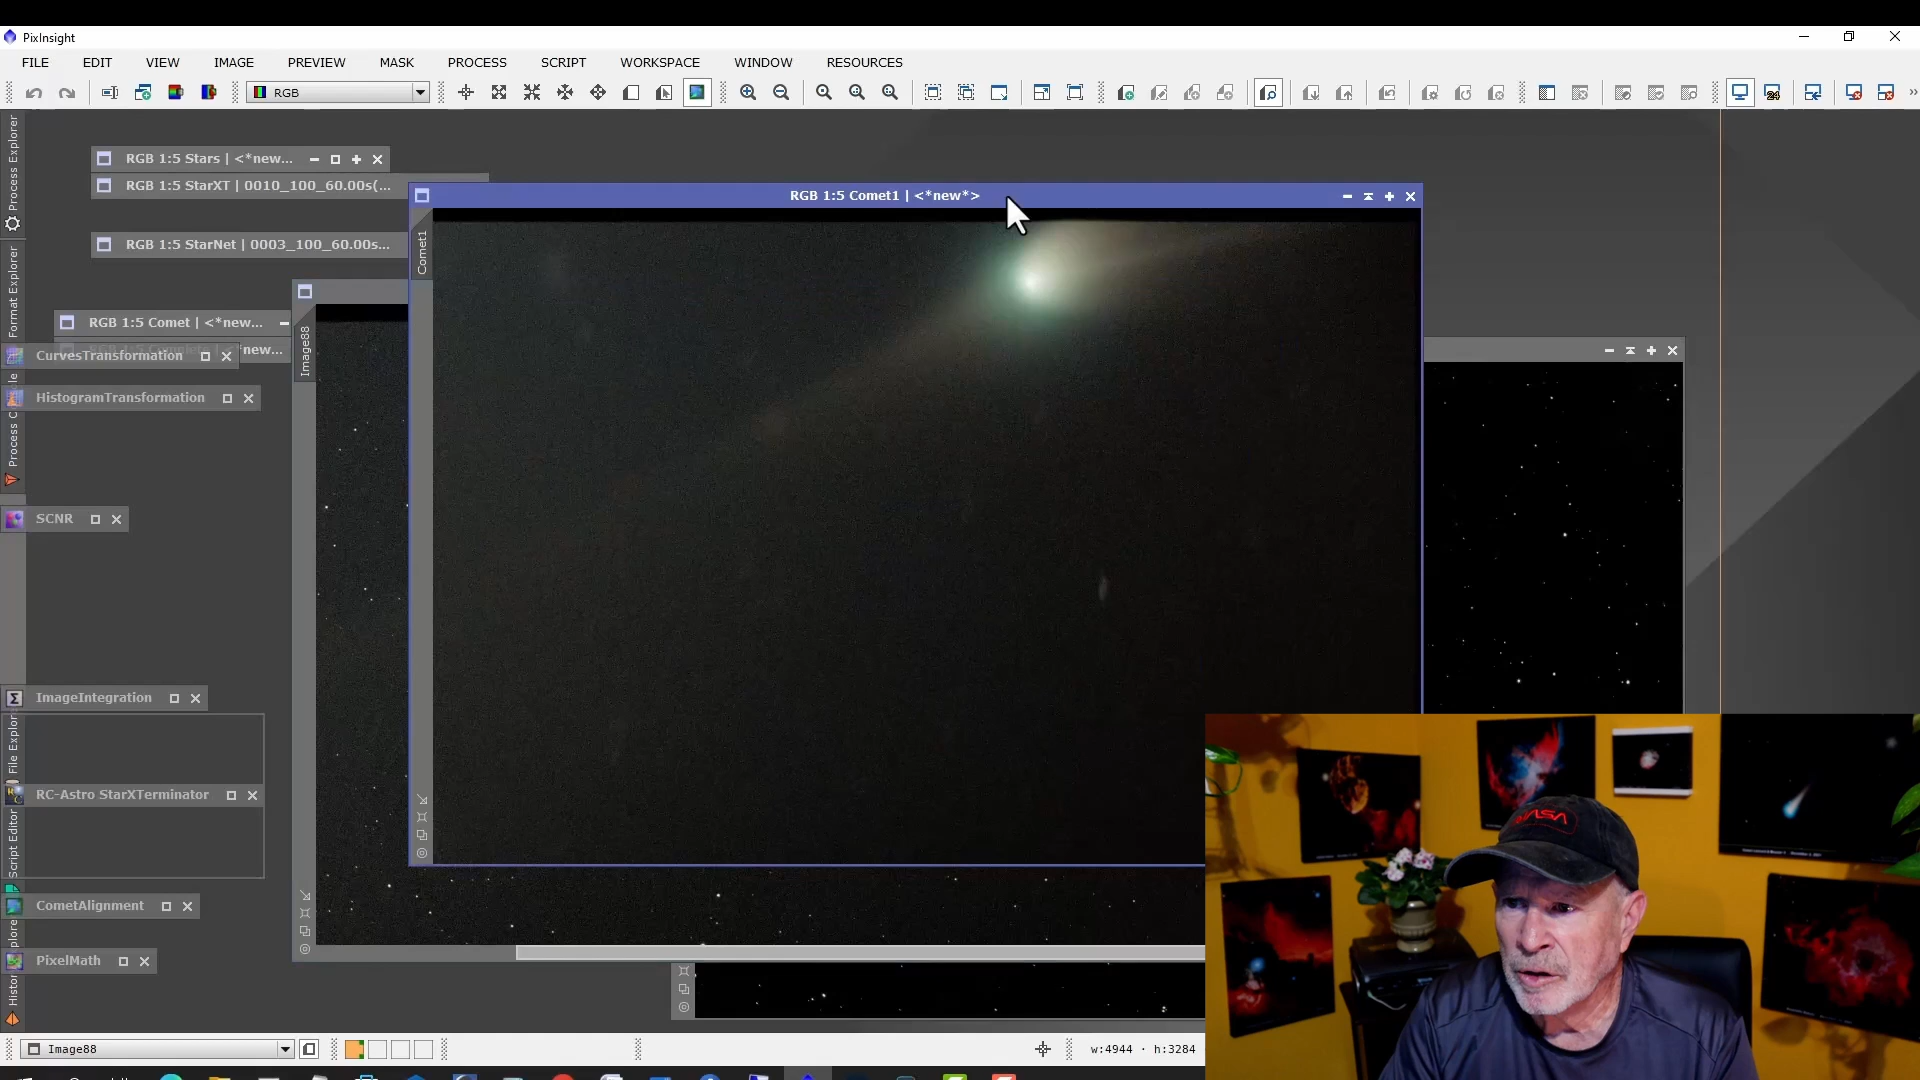 PixInsight
FILE EDIT VIEW IMAGE PREVIEW MASK PROCESS SCRIPT WORKSPACE WINDOW RESOURCES
RGB
24
Process Explorer
RGB 1:5 Stars | <*new...
RGB 1:5 StarXT | 0010_100_60.00s(...
RGB 1:5 Comet1 | <*new*>
Comet1
RGB 1:5 StarNet | 0003_100_60.00s...
Format Explorer
RGB 1:5 Comet | <*new...
Image88
CurvesTransformation
<*new...
HistogramTransformation
Process
SCNR
ImageIntegration
File Explorer
RC-Astro StarXTerminator
Script Editor
CometAlignment
PixelMath
Image88
w:4944 · h:3284
NASA